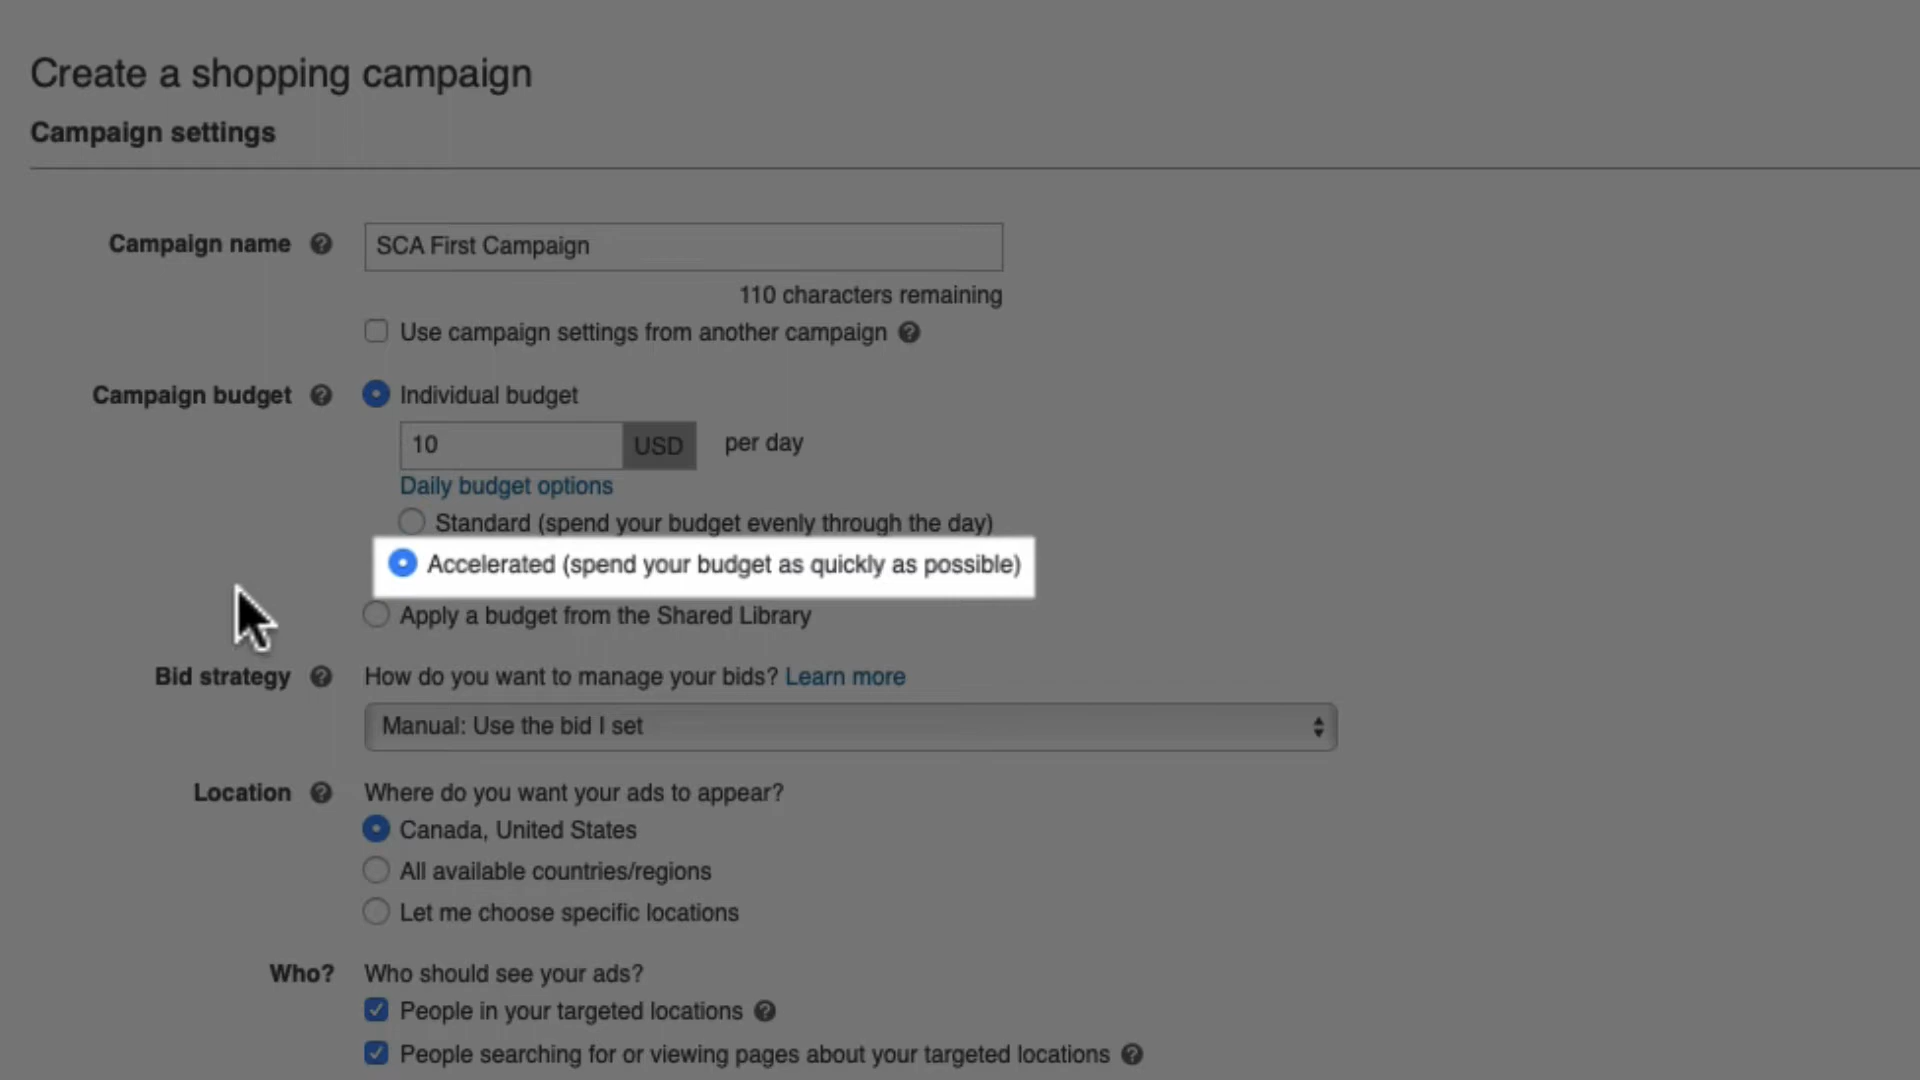 Create a shopping campaign
Campaign settings
Campaign name
SCA First Campaign
110 characters remaining
Use campaign settings from another campaign
Campaign budget
Individual budget
10 USD per day
Daily budget options
Standard (spend your budget evenly through the day)
Accelerated (spend your budget as quickly as possible)
Apply a budget from the Shared Library
Bid strategy
How do you want to manage your bids? Learn more
Manual: Use the bid I set
Location
Where do you want your ads to appear?
Canada, United States
All available countries/regions
Let me choose specific locations
Who?
Who should see your ads?
People in your targeted locations
People searching for or viewing pages about your targeted locations